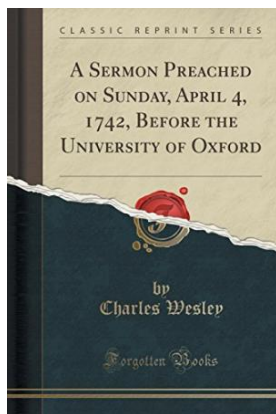 CLASSIC REPRINT SERIES
A SERMON PREACHED
ON SUNDAY, APRIL 4,
1742, BEFORE THE
UNIVERSITY OF OXFORD
by
Charles Wesley
Forgotten Books